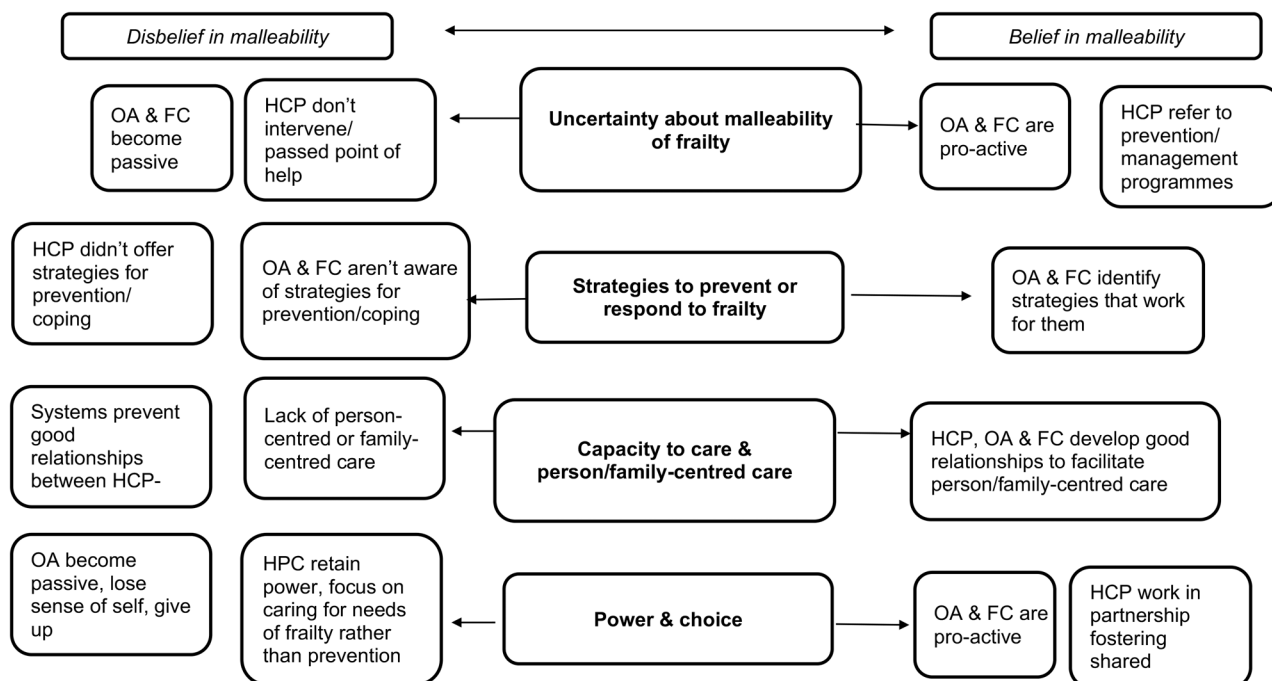 Disbelief in malleability
Belief in malleability
OA & FC
become
passive
HCP don’t
intervene/
passed point of
help
Uncertainty about malleability
of frailty
OA & FC are
pro-active
HCP refer to
prevention/
management
programmes
HCP didn’t offer
strategies for
prevention/
coping
OA & FC aren’t aware
of strategies for
prevention/coping
Strategies to prevent or
respond to frailty
OA & FC identify
strategies that work
for them
Systems prevent
good
relationships
between HCP-
Lack of person-
centred or family-
centred care
Capacity to care &
person/family-centred care
HCP, OA & FC develop good
relationships to facilitate
person/family-centred care
OA become
passive, lose
sense of self, give
up
HPC retain
power, focus on
caring for needs
of frailty rather
than prevention
Power & choice
OA & FC are
pro-active
HCP work in
partnership
fostering
shared